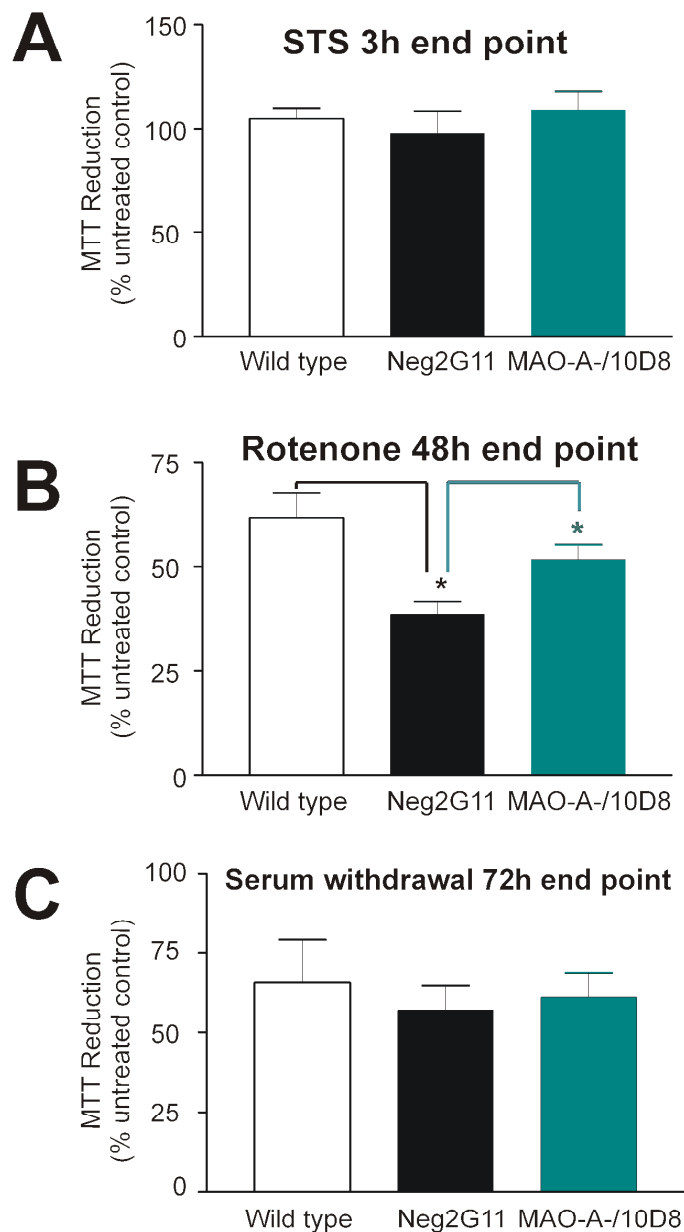 A
STS 3h end point
MTT Reduction
(% untreated control)
150
100
50
0
Wild type Neg2G11 MAO-A-/10D8
B
Rotenone 48h end point
MTT Reduction
(% untreated control)
75
50
25
0
*
*
Wild type Neg2G11 MAO-A-/10D8
C
Serum withdrawal 72h end point
MTT Reduction
(% untreated control)
100
75
50
25
0
Wild type Neg2G11 MAO-A-/10D8